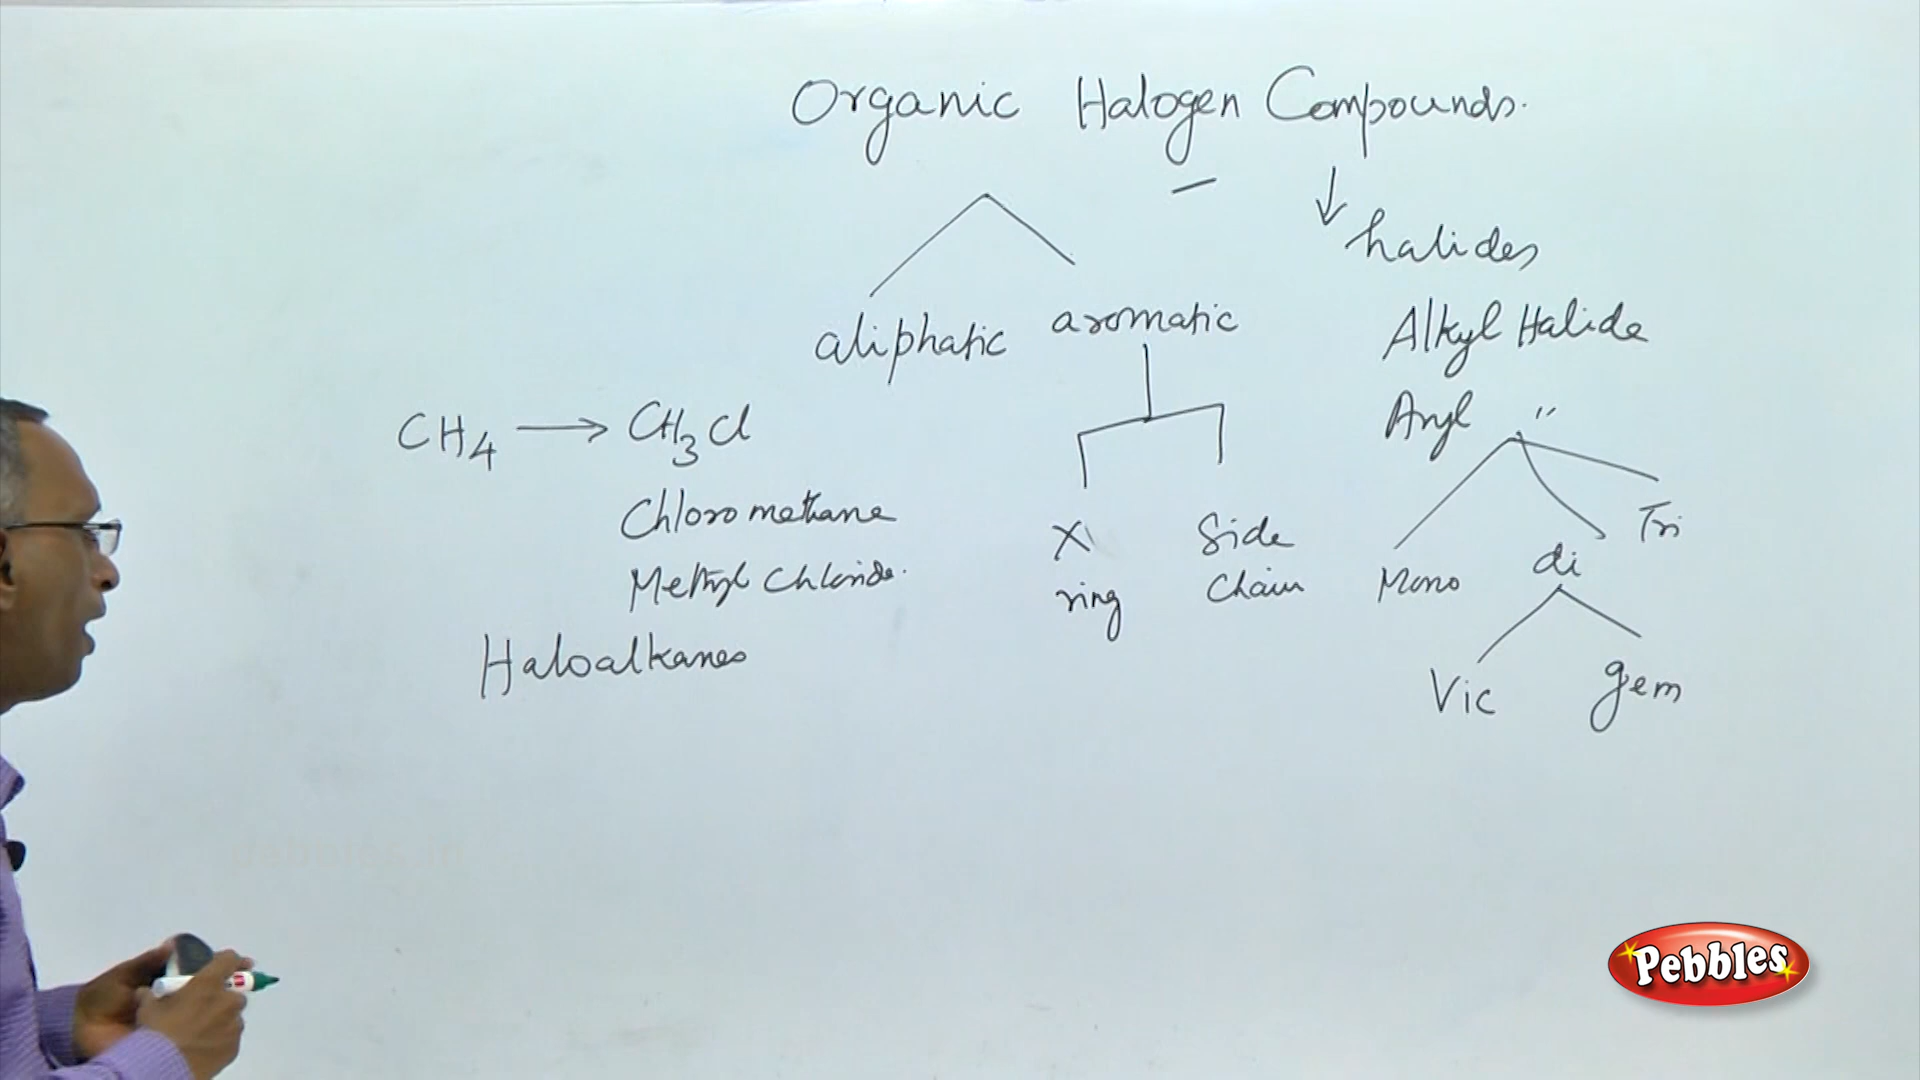 Organic Halogen Compounds.
↓
halides
aliphatic aromatic
Alkyl Halide
Aryl "
CH4 → CH3Cl
Chloromethane
Methyl Chloride.
Haloalkanes
X
ring
Side
Chain
Mono di Tri
Vic gem
Pebbles